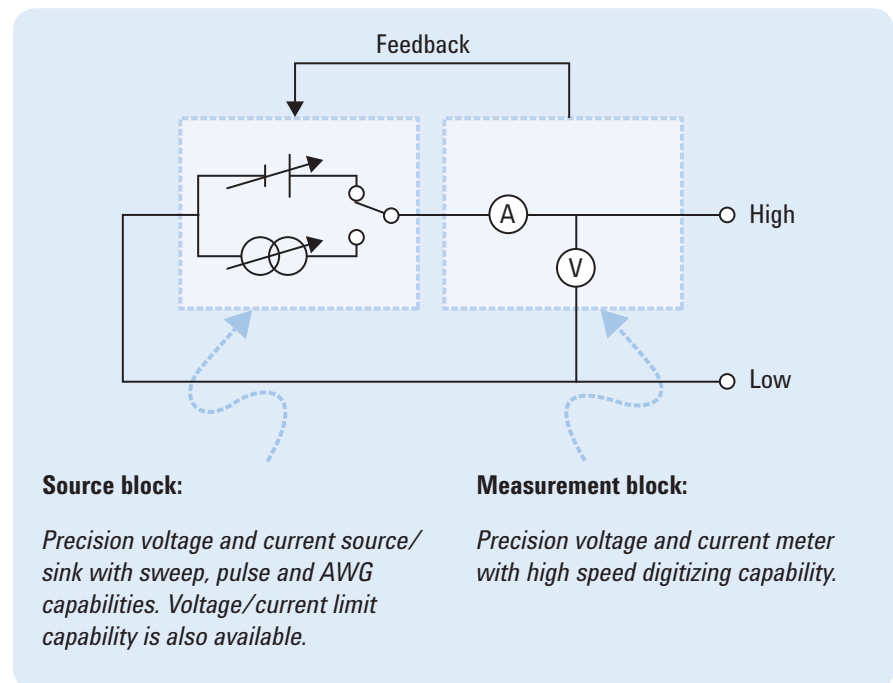 Feedback
A
High
V
Low
Source block:
Precision voltage and current source/
sink with sweep, pulse and AWG
capabilities. Voltage/current limit
capability is also available.
Measurement block:
Precision voltage and current meter
with high speed digitizing capability.